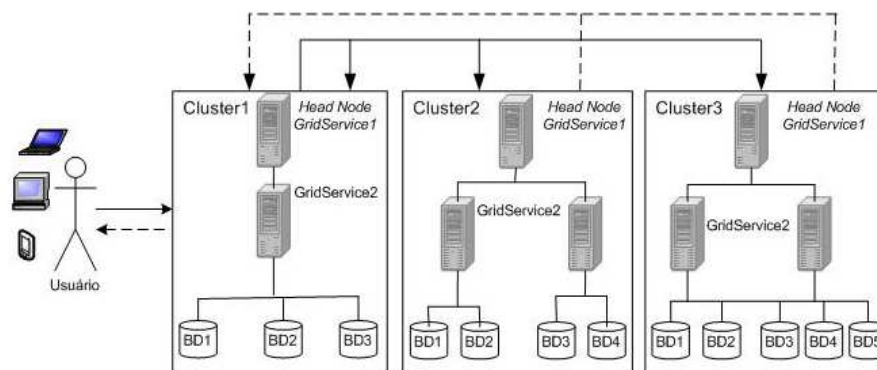 Cluster1
Head Node
GridService1
Cluster2
Head Node
GridService1
Cluster3
Head Node
GridService1
GridService2
GridService2
GridService2
Usuário
BD1
BD2
BD3
BD1
BD2
BD3
BD4
BD1
BD2
BD3
BD4
BD5